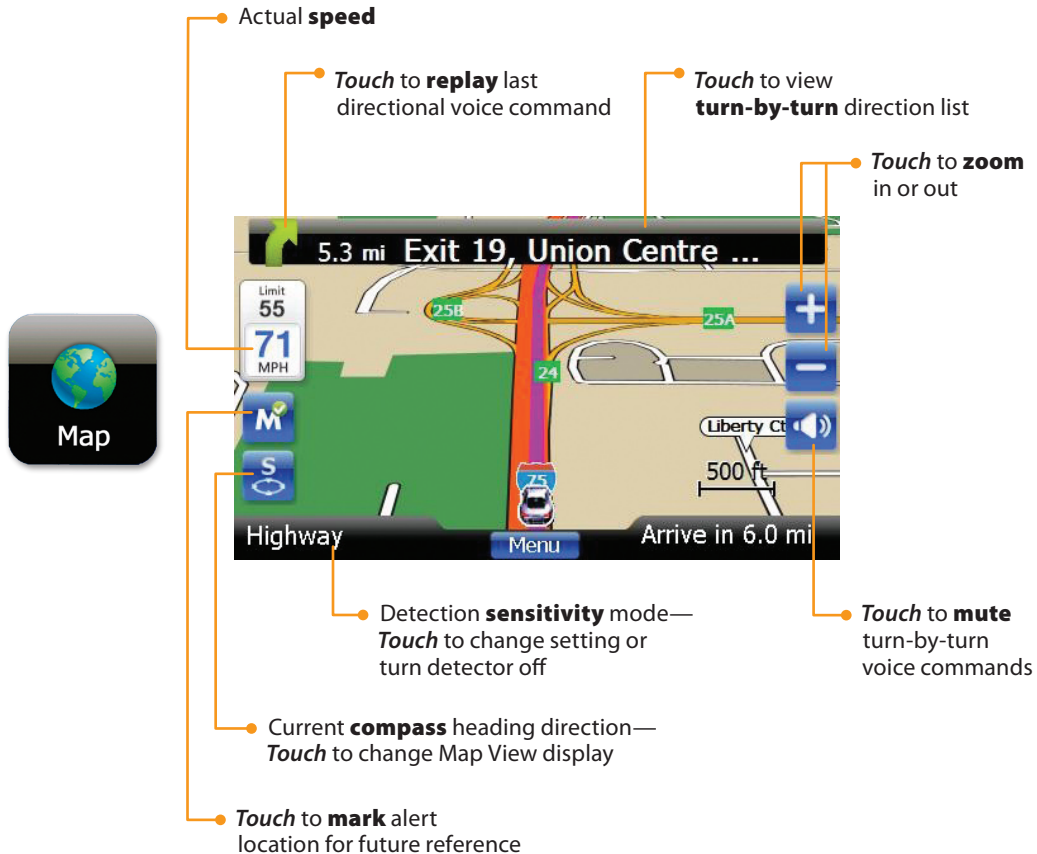 Actual speed
Touch to replay last
directional voice command
Touch to view
turn-by-turn direction list
Touch to zoom
in or out
5.3 mi Exit 19, Union Centre ...
Limit
55
71
MPH
25B
25A
24
M
S
Liberty Ct
500 ft
75
Highway
Menu
Arrive in 6.0 mi
Map
Detection sensitivity mode—
Touch to change setting or
turn detector off
Touch to mute
turn-by-turn
voice commands
Current compass heading direction—
Touch to change Map View display
Touch to mark alert
location for future reference